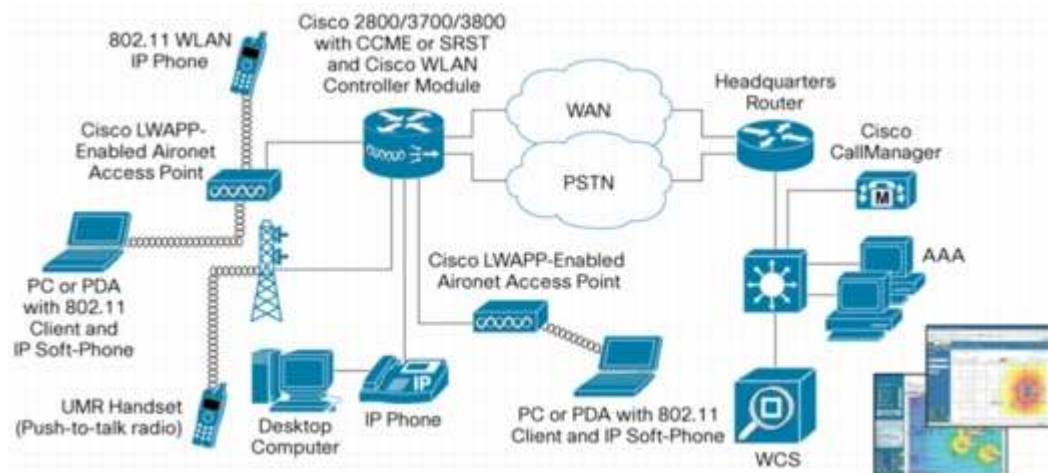 802.11 WLAN
IP Phone
Cisco 2800/3700/3800
with CCME or SRST
and Cisco WLAN
Controller Module
Cisco LWAPP-
Enabled Aironet
Access Point
WAN
PSTN
Headquarters
Router
Cisco
CallManager
M
AAA
PC or PDA
with 802.11
Client and
IP Soft-Phone
Cisco LWAPP-Enabled
Aironet Access Point
UMR Handset
(Push-to-talk radio)
Desktop
Computer
IP
IP Phone
PC or PDA with 802.11
Client and IP Soft-Phone
WCS